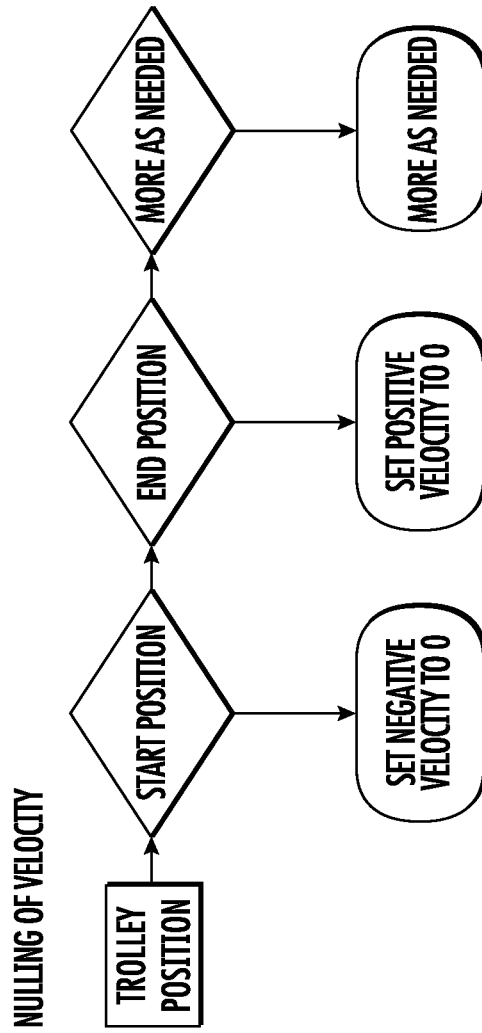 NULLING OF VELOCITY
TROLLEY
POSITION
START POSITION
END POSITION
MORE AS NEEDED
SET NEGATIVE
VELOCITY TO 0
SET POSITIVE
VELOCITY TO 0
MORE AS NEEDED